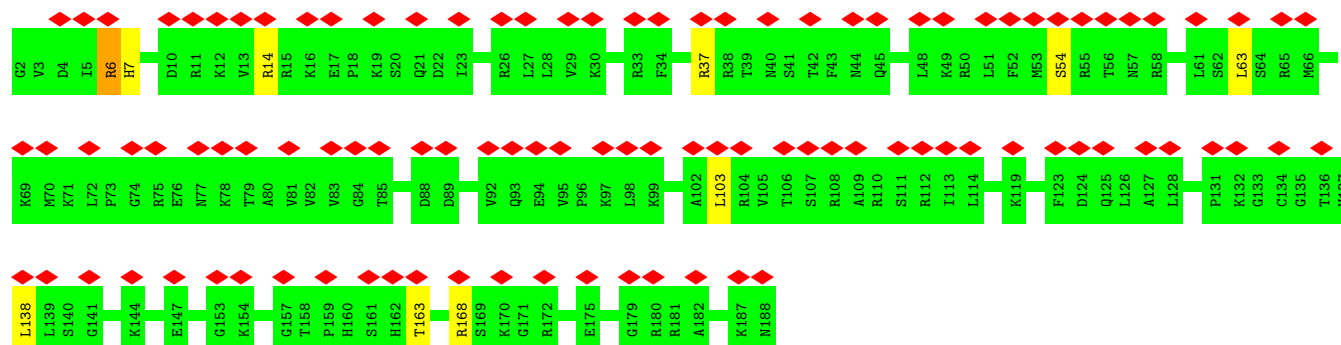 G2 V3 D4 I5 R6 H7 D10 R11 K12 V13 R14 R15 K16 E17 P18 K19 S20 Q21 D22 I23 R26 L27 L28 V29 K30 R33 F34 R37 R38 T39 N40 S41 T42 F43 N44 Q45 L48 K49 R50 L51 F52 M53 S54 R55 T56 N57 R58 L61 S62 L63 S64 R65 M66
K69 M70 K71 L72 P73 G74 R75 E76 N77 K78 T79 A80 V81 V82 V83 G84 T85 D88 D89 V92 Q93 E94 V95 P96 K97 L98 K99 A102 L103 R104 V105 T106 S107 R108 A109 R110 S111 R112 I113 L114 K119 F123 D124 Q125 L126 A127 L128 P131 K132 G133 C134 G135 T136
L138 L139 S140 G141 K144 E147 G153 K154 G157 T158 P159 H160 S161 H162 T163 R168 S169 K170 G171 R172 E175 G179 R180 R181 A182 K187 N188